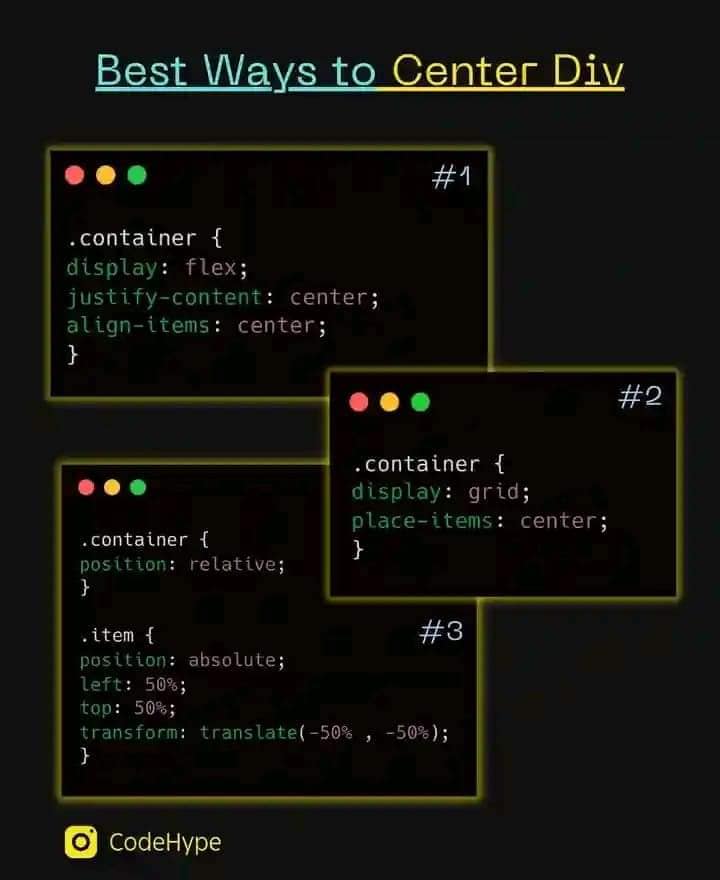 Best Ways to Center Div
#1
.container {
display: flex;
justify-content: center;
align-items: center;
}
#2
.container {
display: grid;
place-items: center;
}
#3
.container {
position: relative;
}
.item {
position: absolute;
left: 50%;
top: 50%;
transform: translate(-50% , -50%);
}
CodeHype